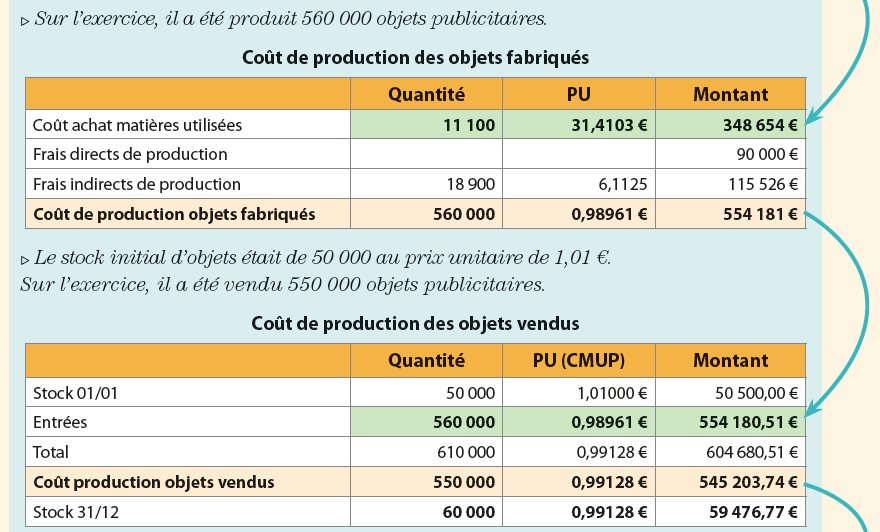 ▷ Sur l’exercice, il a été produit 560 000 objets publicitaires.
Coût de production des objets fabriqués
Quantité PU Montant
Coût achat matières utilisées 11 100 31,4103 € 348 654 €
Frais directs de production 90 000 €
Frais indirects de production 18 900 6,1125 115 526 €
Coût de production objets fabriqués 560 000 0,98961 € 554 181 €
▷ Le stock initial d’objets était de 50 000 au prix unitaire de 1,01 €.
Sur l’exercice, il a été vendu 550 000 objets publicitaires.
Coût de production des objets vendus
Quantité PU (CMUP) Montant
Stock 01/01 50 000 1,01000 € 50 500,00 €
Entrées 560 000 0,98961 € 554 180,51 €
Total 610 000 0,99128 € 604 680,51 €
Coût production objets vendus 550 000 0,99128 € 545 203,74 €
Stock 31/12 60 000 0,99128 € 59 476,77 €